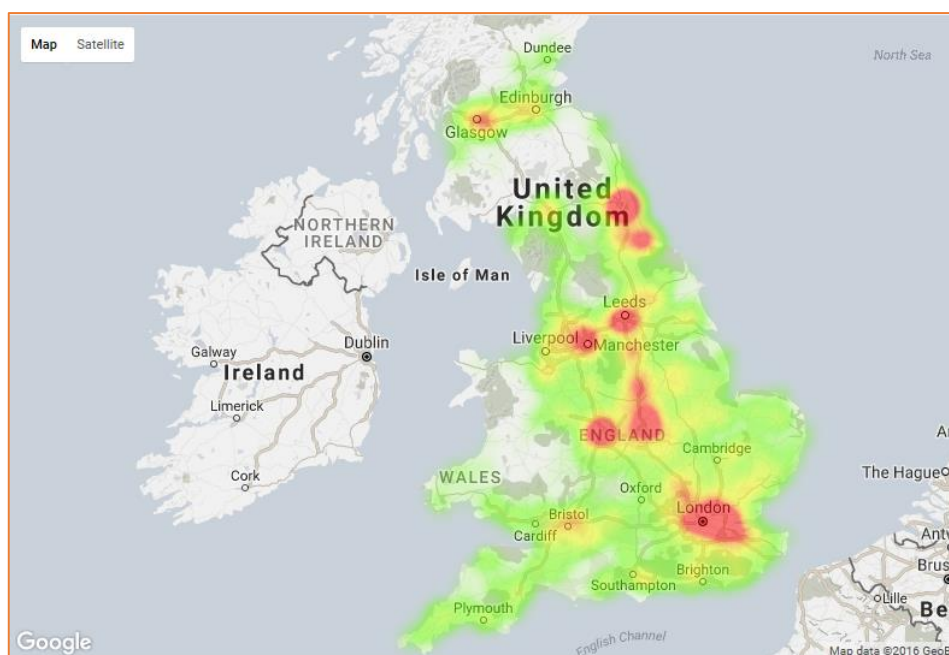 Map Satellite
Dundee
North Sea
Edinburgh
Glasgow
United
Kingdom
NORTHERN
IRELAND
Isle of Man
Leeds
Liverpool
Manchester
Dublin
Galway
Ireland
Limerick
ENGLAND
Cambridge
Cork
WALES
The Hague
Oxford
London
Bristol
Cardiff
Brighton
Southampton
Lille
Plymouth
English Channel
Google
Map data ©2016